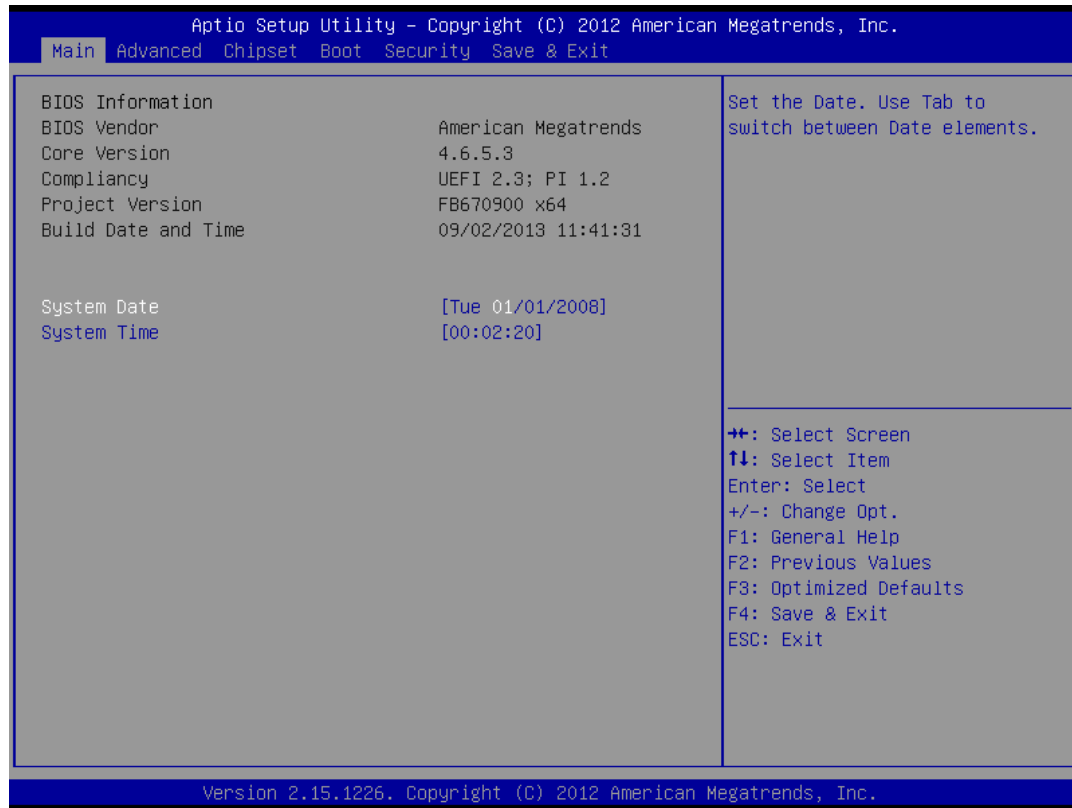 Aptio Setup Utility – Copyright (C) 2012 American Megatrends, Inc.
Main Advanced Chipset Boot Security Save & Exit
BIOS Information
BIOS Vendor American Megatrends
Core Version 4.6.5.3
Compliancy UEFI 2.3; PI 1.2
Project Version FB670900 x64
Build Date and Time 09/02/2013 11:41:31
System Date [Tue 01/01/2008]
System Time [00:02:20]
Set the Date. Use Tab to
switch between Date elements.
→←: Select Screen
↑↓: Select Item
Enter: Select
+/-: Change Opt.
F1: General Help
F2: Previous Values
F3: Optimized Defaults
F4: Save & Exit
ESC: Exit
Version 2.15.1226. Copyright (C) 2012 American Megatrends, Inc.